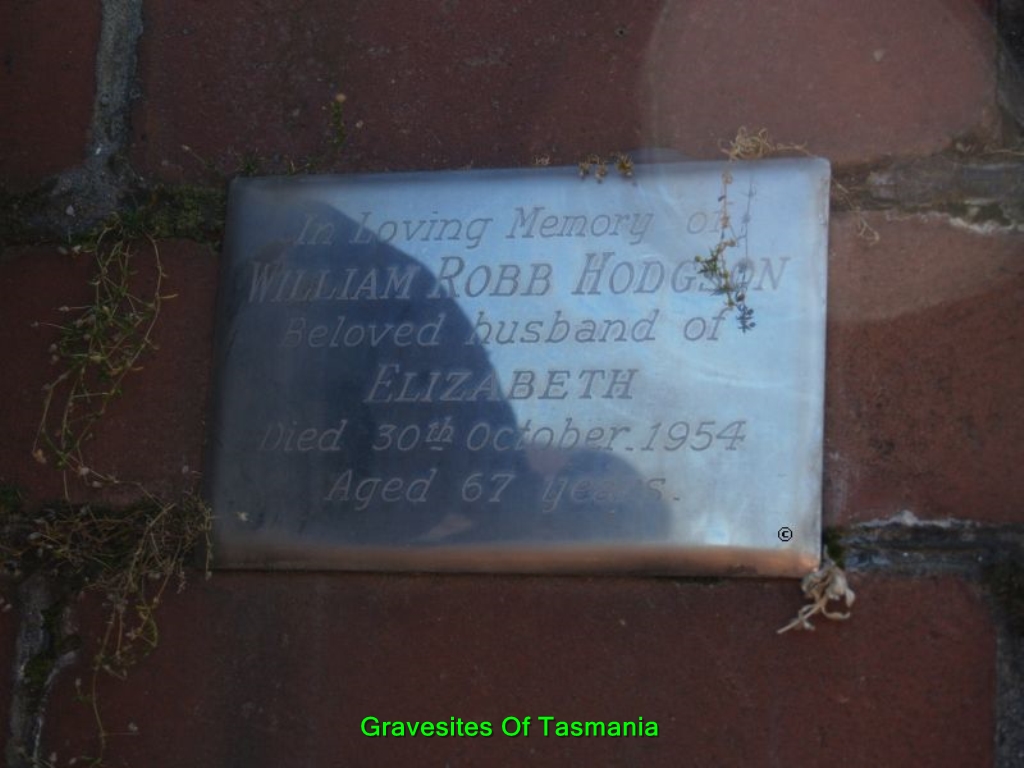 In Loving Memory of
WILLIAM ROBB HODGSON
Beloved husband of
ELIZABETH
Died 30th October. 1954
Aged 67 years.
©
Gravesites Of Tasmania